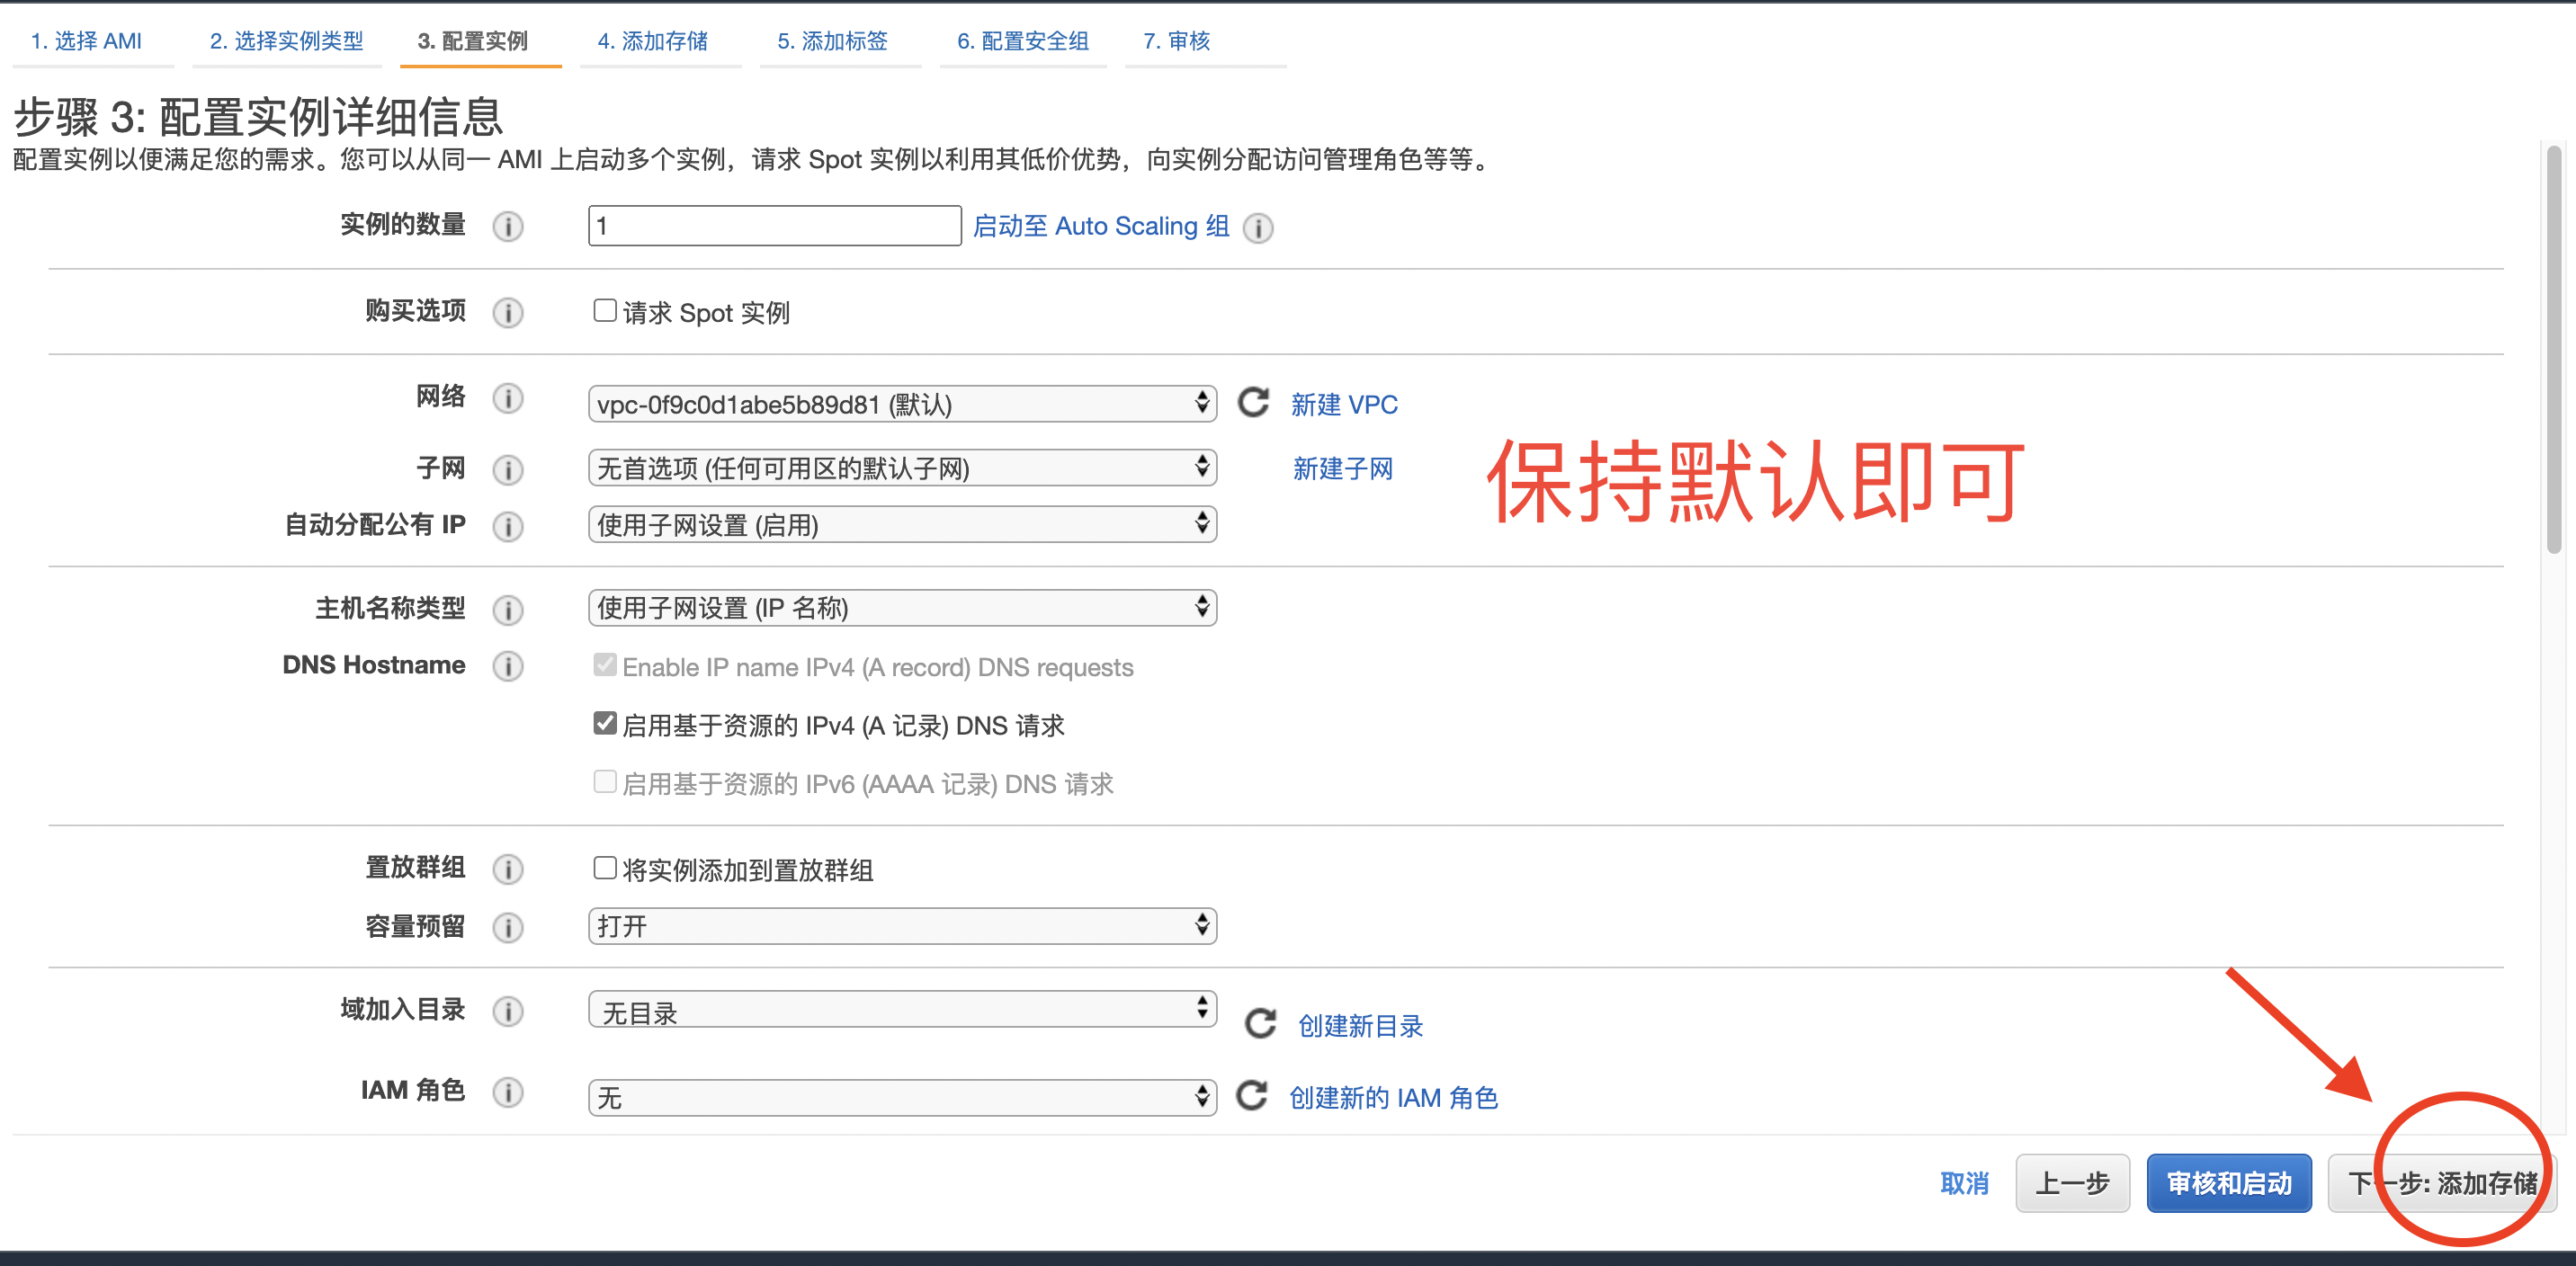 1. 选择 AMI
2. 选择实例类型
3. 配置实例
4. 添加存储
5. 添加标签
6. 配置安全组
7. 审核
步骤 3: 配置实例详细信息
配置实例以便满足您的需求。您可以从同一 AMI 上启动多个实例，请求 Spot 实例以利用其低价优势，向实例分配访问管理角色等等。
实例的数量
1
启动至 Auto Scaling 组
购买选项
请求 Spot 实例
网络
vpc-0f9c0d1abe5b89d81 (默认)
新建 VPC
子网
无首选项 (任何可用区的默认子网)
新建子网
保持默认即可
自动分配公有 IP
使用子网设置 (启用)
主机名称类型
使用子网设置 (IP 名称)
DNS Hostname
Enable IP name IPv4 (A record) DNS requests
启用基于资源的 IPv4 (A 记录) DNS 请求
启用基于资源的 IPv6 (AAAA 记录) DNS 请求
置放群组
将实例添加到置放群组
容量预留
打开
域加入目录
无目录
创建新目录
IAM 角色
无
创建新的 IAM 角色
取消
上一步
审核和启动
下一步: 添加存储